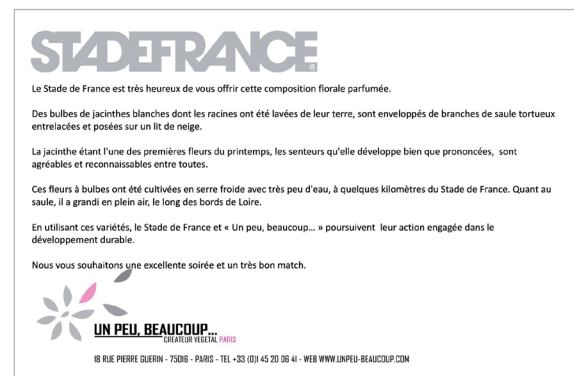 STADEFRANCE®
Le Stade de France est très heureux de vous offrir cette composition florale parfumée.
Des bulbes de jacinthes blanches dont les racines ont été lavées de leur terre, sont enveloppés de branches de saule tortueux
entrelacées et posées sur un lit de neige.
La jacinthe étant l'une des premières fleurs du printemps, les senteurs qu'elle développe bien que prononcées, sont
agréables et reconnaissables entre toutes.
Ces fleurs à bulbes ont été cultivées en serre froide avec très peu d'eau, à quelques kilomètres du Stade de France. Quant au
saule, il a grandi en plein air, le long des bords de Loire.
En utilisant ces variétés, le Stade de France et « Un peu, beaucoup... » poursuivent leur action engagée dans le
développement durable.
Nous vous souhaitons une excellente soirée et un très bon match.
UN PEU, BEAUCOUP...
CREATEUR VEGETAL PARIS
18 RUE PIERRE GUERIN - 75016 - PARIS - TEL +33 (0)1 45 20 06 41 - WEB WWW.UNPEU-BEAUCOUP.COM